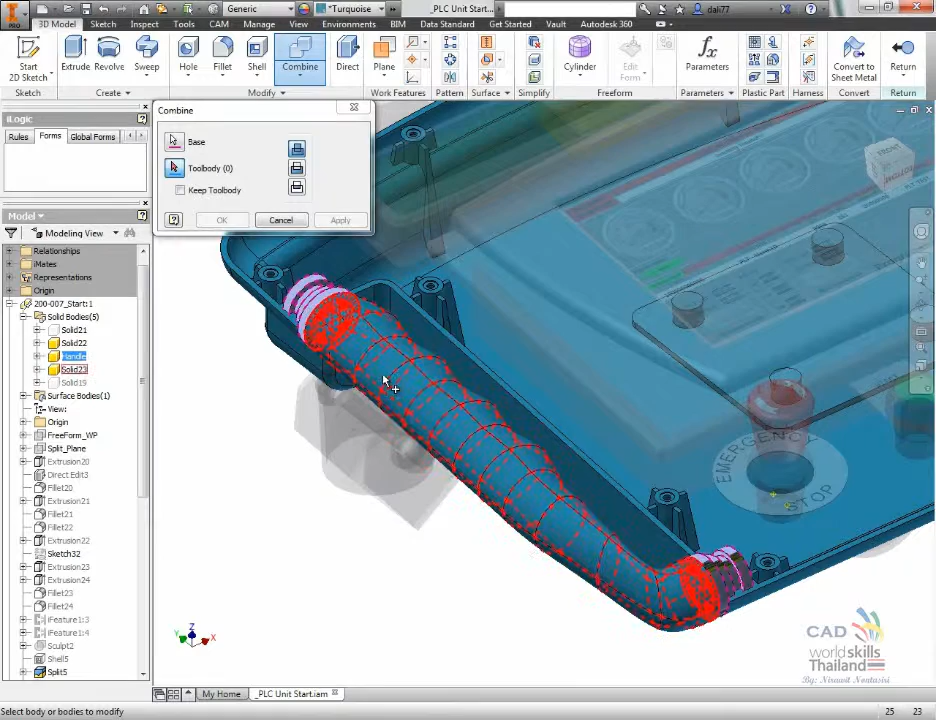 PRO
Generic
*Turquoise
_PLC Unit Start...
dali77
3D Model
Sketch
Inspect
Tools
CAM
Manage
View
Environments
BIM
Data Standard
Get Started
Vault
Autodesk 360
Start
2D Sketch
Extrude
Revolve
Sweep
Hole
Fillet
Shell
Combine
Direct
Plane
Cylinder
Edit
Form
Parameters
Convert to
Sheet Metal
Return
Sketch
Create
Modify
Work Features
Pattern
Surface
Simplify
Freeform
Parameters
Plastic Part
Harness
Convert
Return
iLogic
Rules
Forms
Global Forms
Combine
Base
Toolbody (0)
Keep Toolbody
OK
Cancel
Apply
Model
Modeling View
Relationships
iMates
Representations
Origin
200-007_Start:1
Solid Bodies(5)
Solid21
Solid22
Handle
Solid23
Solid19
Surface Bodies(1)
View:
Origin
FreeForm_WP
Split_Plane
Extrusion20
Direct Edit3
Fillet20
Extrusion21
Fillet21
Fillet22
Extrusion22
Sketch32
Extrusion23
Extrusion24
Fillet23
Fillet24
iFeature1:3
iFeature1:4
Sculpt2
Shell5
Split5
FRONT
EMERGENCY
STOP
Z
Y
X
CAD
worldskills
Thailand
By: Nirawit Nontasiri
My Home
_PLC Unit Start.iam
Select body or bodies to modify
25
23